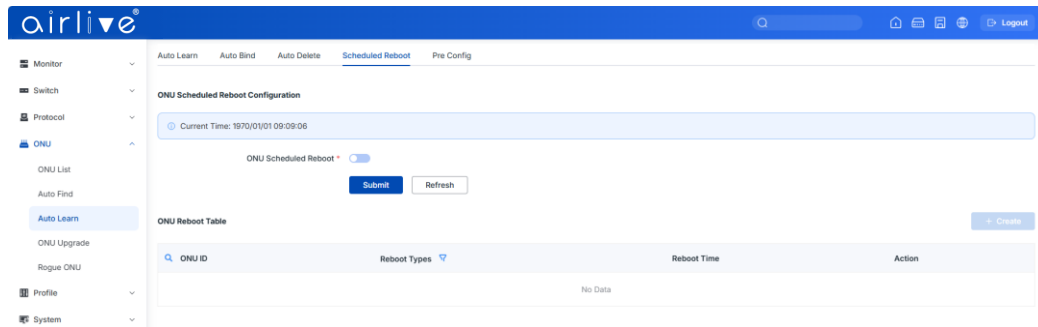 airlive®
Logout
Monitor
Switch
Protocol
ONU
ONU List
Auto Find
Auto Learn
ONU Upgrade
Rogue ONU
Profile
System
Auto Learn Auto Bind Auto Delete Scheduled Reboot Pre Config
ONU Scheduled Reboot Configuration
Current Time: 1970/01/01 09:09:06
ONU Scheduled Reboot *
Submit Refresh
ONU Reboot Table
+ Create
ONU ID Reboot Types Reboot Time Action
No Data